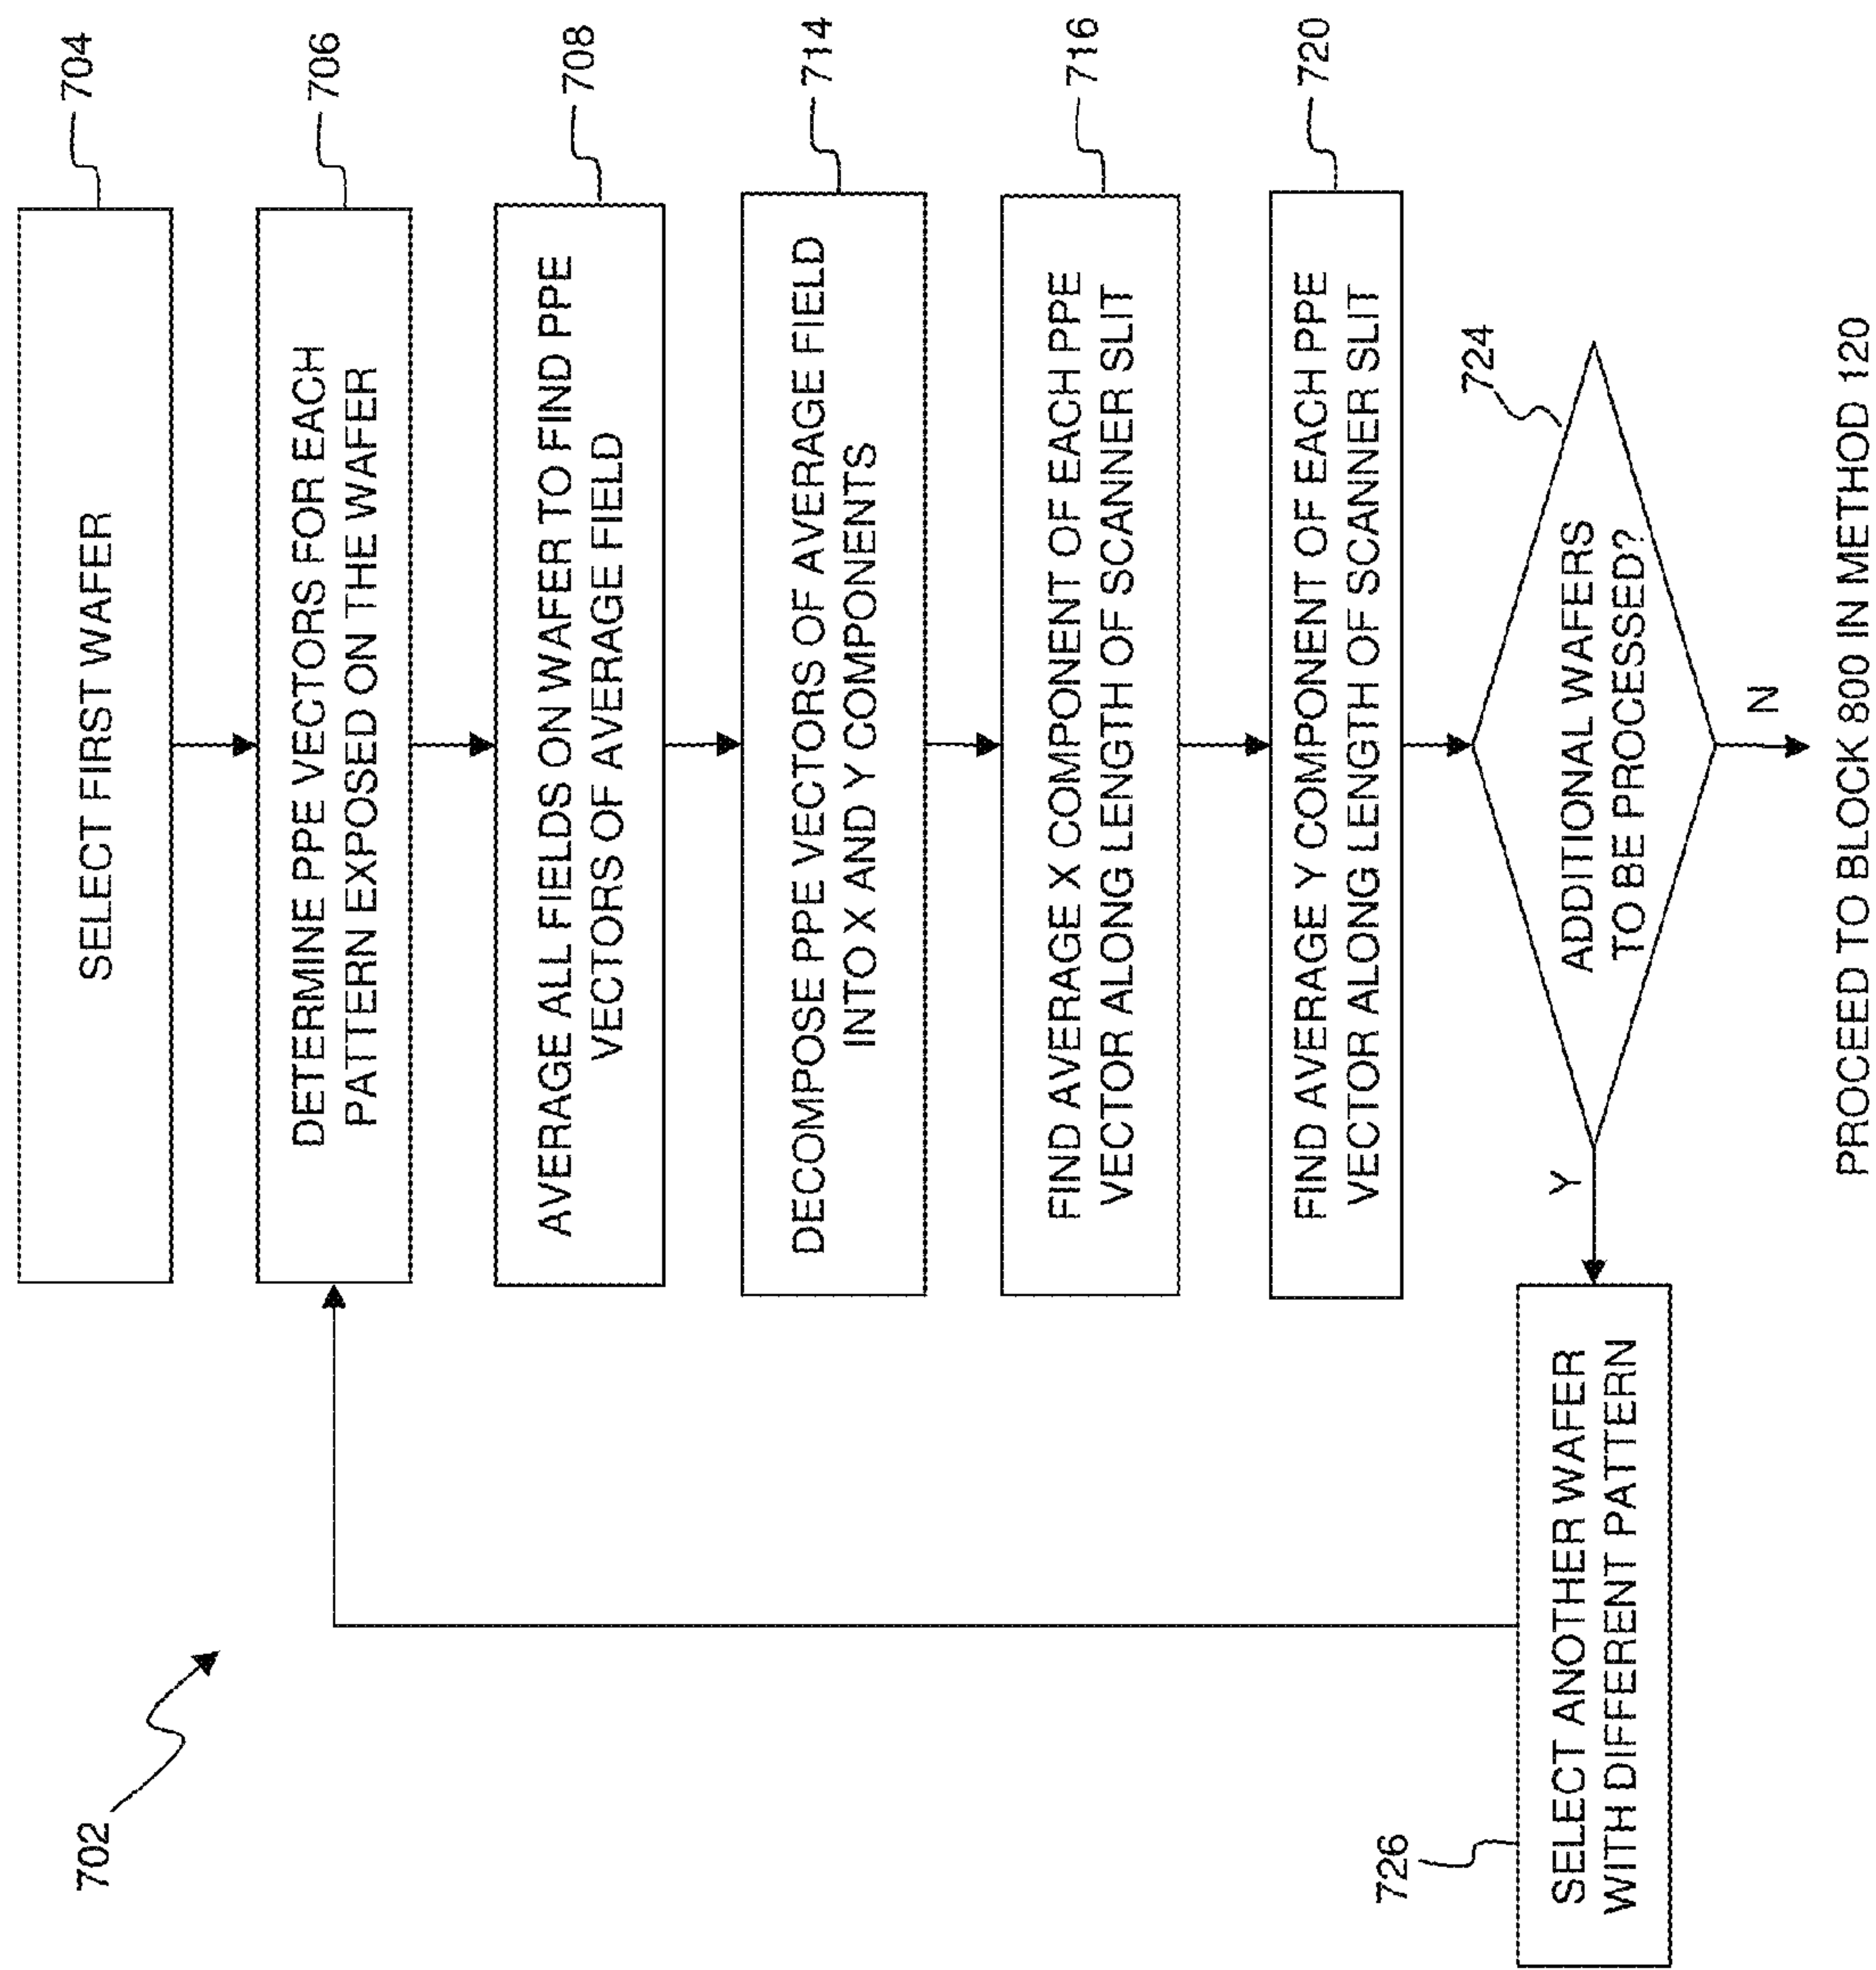 702
SELECT FIRST WAFER
704
DETERMINE PPE VECTORS FOR EACH
PATTERN EXPOSED ON THE WAFER
706
AVERAGE ALL FIELDS ON WAFER TO FIND PPE
VECTORS OF AVERAGE FIELD
708
DECOMPOSE PPE VECTORS OF AVERAGE FIELD
INTO X AND Y COMPONENTS
714
FIND AVERAGE X COMPONENT OF EACH PPE
VECTOR ALONG LENGTH OF SCANNER SLIT
716
FIND AVERAGE Y COMPONENT OF EACH PPE
VECTOR ALONG LENGTH OF SCANNER SLIT
720
724
ADDITIONAL WAFERS
TO BE PROCESSED?
Y
N
726
SELECT ANOTHER WAFER
WITH DIFFERENT PATTERN
PROCEED TO BLOCK 800 IN METHOD 120